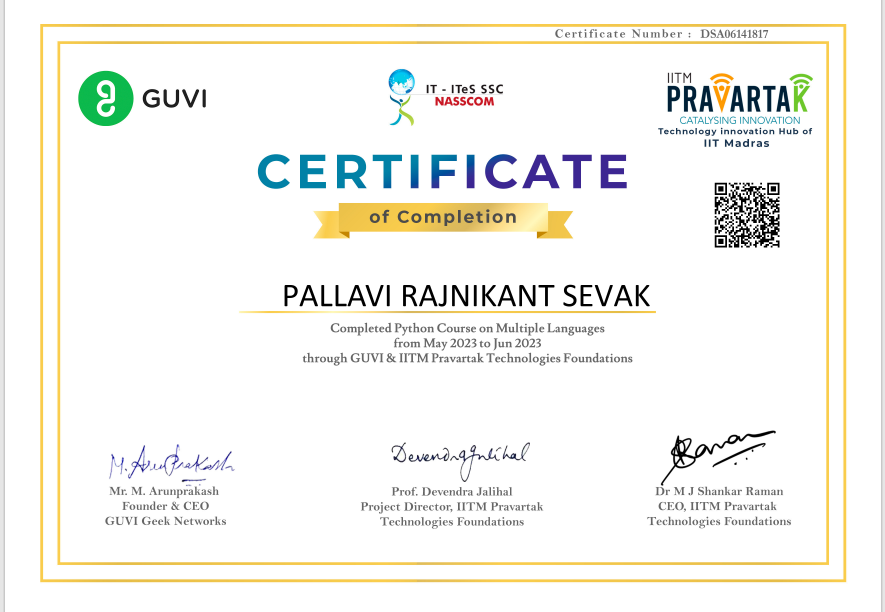 Certificate Number : DSA06141817
GUVI
IT - ITeS SSC
NASSCOM
IITM
PRAVARTAK
CATALYSING INNOVATION
Technology innovation Hub of
IIT Madras
CERTIFICATE
of Completion
PALLAVI RAJNIKANT SEVAK
Completed Python Course on Multiple Languages
from May 2023 to Jun 2023
through GUVI & IITM Pravartak Technologies Foundations
M. ArunPrakash
Mr. M. Arunprakash
Founder & CEO
GUVI Geek Networks
Devendra Jalihal
Prof. Devendra Jalihal
Project Director, IITM Pravartak
Technologies Foundations
Dr M J Shankar Raman
CEO, IITM Pravartak
Technologies Foundations